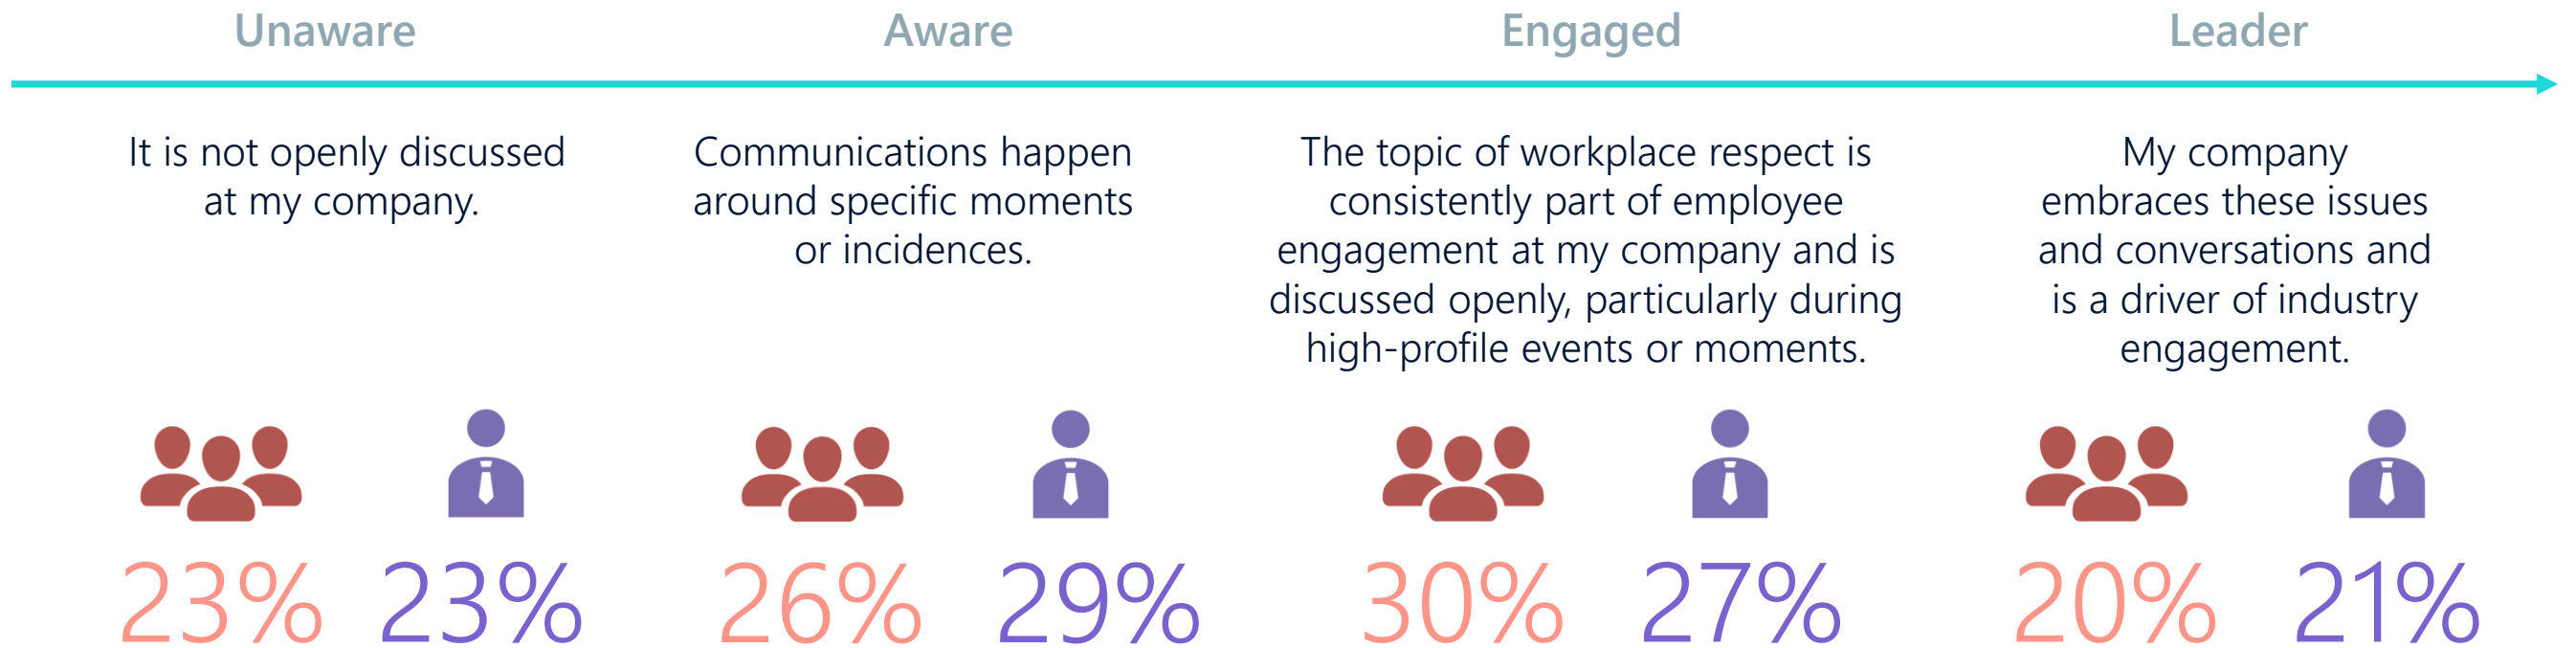 Unaware
Aware
Engaged
Leader
It is not openly discussed
at my company.
Communications happen
around specific moments
or incidences.
The topic of workplace respect is
consistently part of employee
engagement at my company and is
discussed openly, particularly during
high-profile events or moments.
My company
embraces these issues
and conversations and
is a driver of industry
engagement.
23%
23%
26%
29%
30%
27%
20%
21%